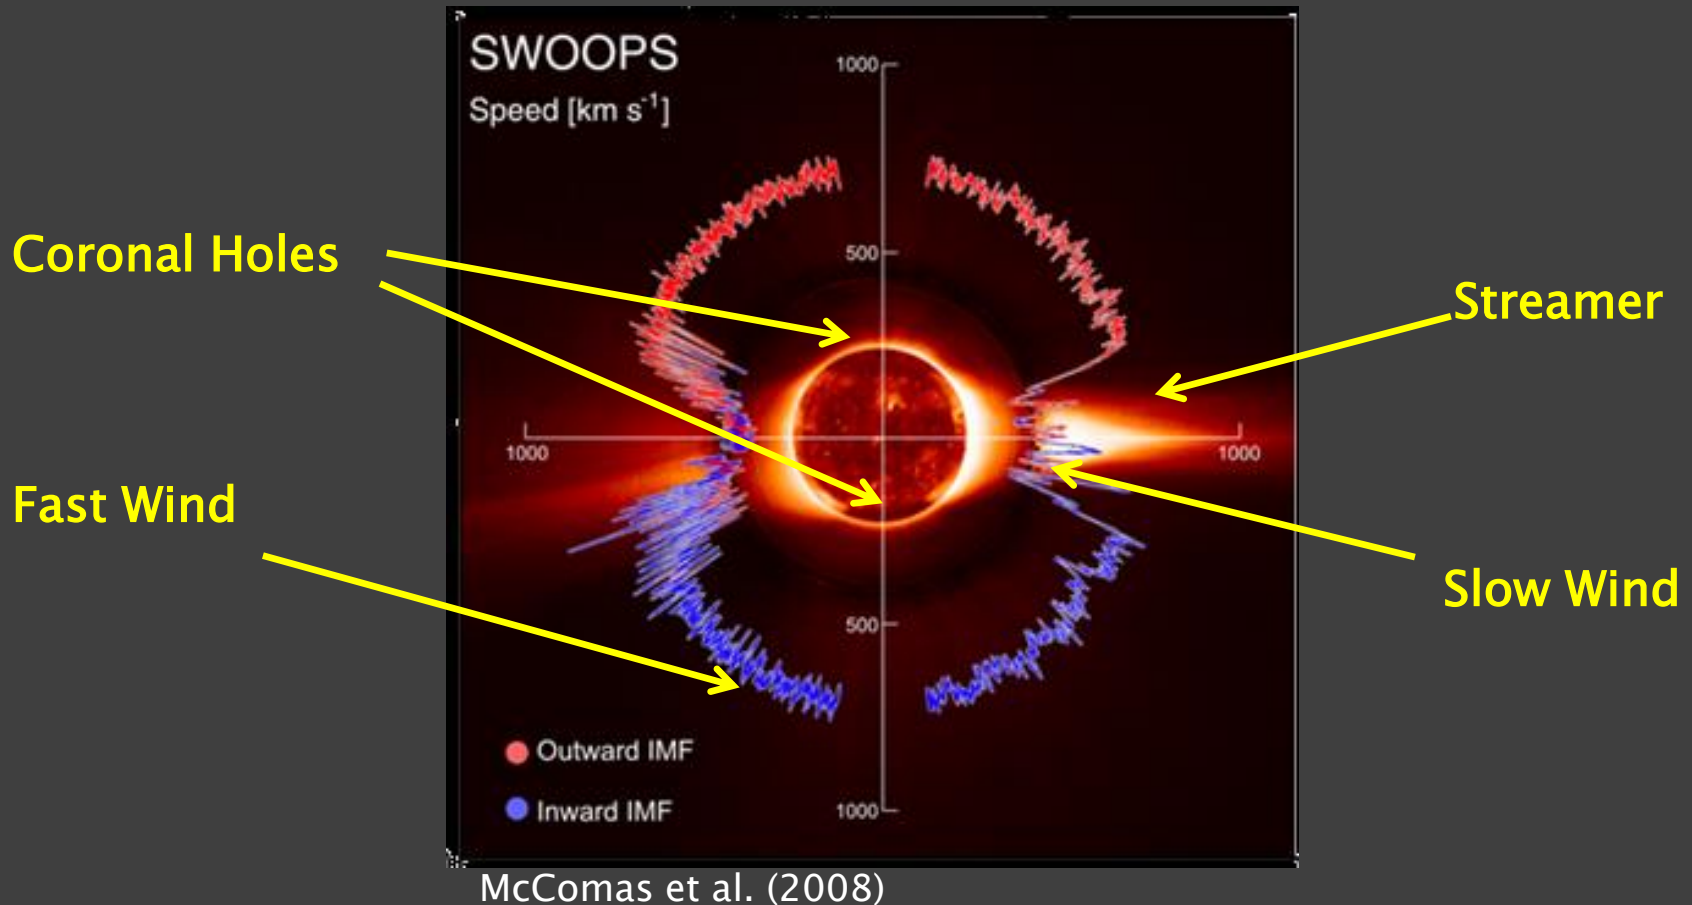 SWOOPS
Speed [km s⁻¹]
1000
500
Coronal Holes
Streamer
1000
1000
Fast Wind
Slow Wind
500
Outward IMF
Inward IMF
1000
McComas et al. (2008)